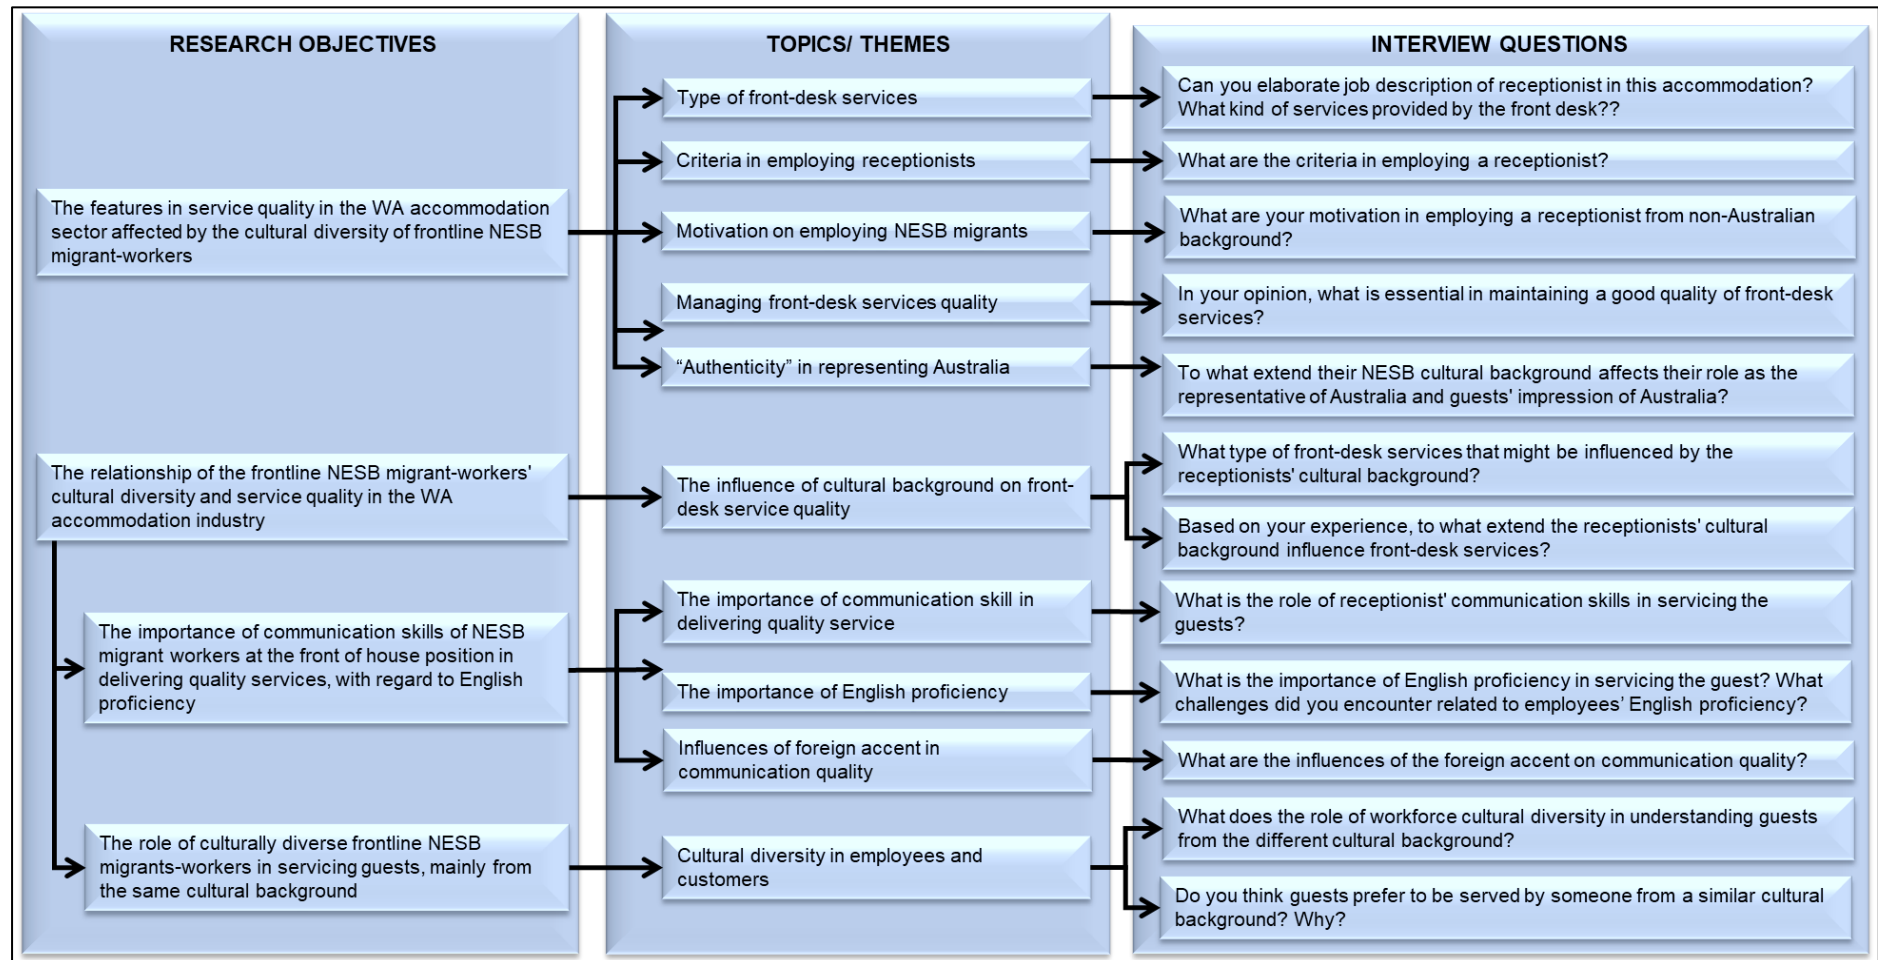 RESEARCH OBJECTIVES
The features in service quality in the WA accommodation
sector affected by the cultural diversity of frontline NESB
migrant-workers
The relationship of the frontline NESB migrant-workers'
cultural diversity and service quality in the WA
accommodation industry
The importance of communication skills of NESB
migrant workers at the front of house position in
delivering quality services, with regard to English
proficiency
The role of culturally diverse frontline NESB
migrants-workers in servicing guests, mainly from
the same cultural background
TOPICS/ THEMES
Type of front-desk services
Criteria in employing receptionists
Motivation on employing NESB migrants
Managing front-desk services quality
“Authenticity” in representing Australia
The influence of cultural background on front-
desk service quality
The importance of communication skill in
delivering quality service
The importance of English proficiency
Influences of foreign accent in
communication quality
Cultural diversity in employees and
customers
INTERVIEW QUESTIONS
Can you elaborate job description of receptionist in this accommodation?
What kind of services provided by the front desk??
What are the criteria in employing a receptionist?
What are your motivation in employing a receptionist from non-Australian
background?
In your opinion, what is essential in maintaining a good quality of front-desk
services?
To what extend their NESB cultural background affects their role as the
representative of Australia and guests' impression of Australia?
What type of front-desk services that might be influenced by the
receptionists' cultural background?
Based on your experience, to what extend the receptionists' cultural
background influence front-desk services?
What is the role of receptionist' communication skills in servicing the
guests?
What is the importance of English proficiency in servicing the guest? What
challenges did you encounter related to employees’ English proficiency?
What are the influences of the foreign accent on communication quality?
What does the role of workforce cultural diversity in understanding guests
from the different cultural background?
Do you think guests prefer to be served by someone from a similar cultural
background? Why?